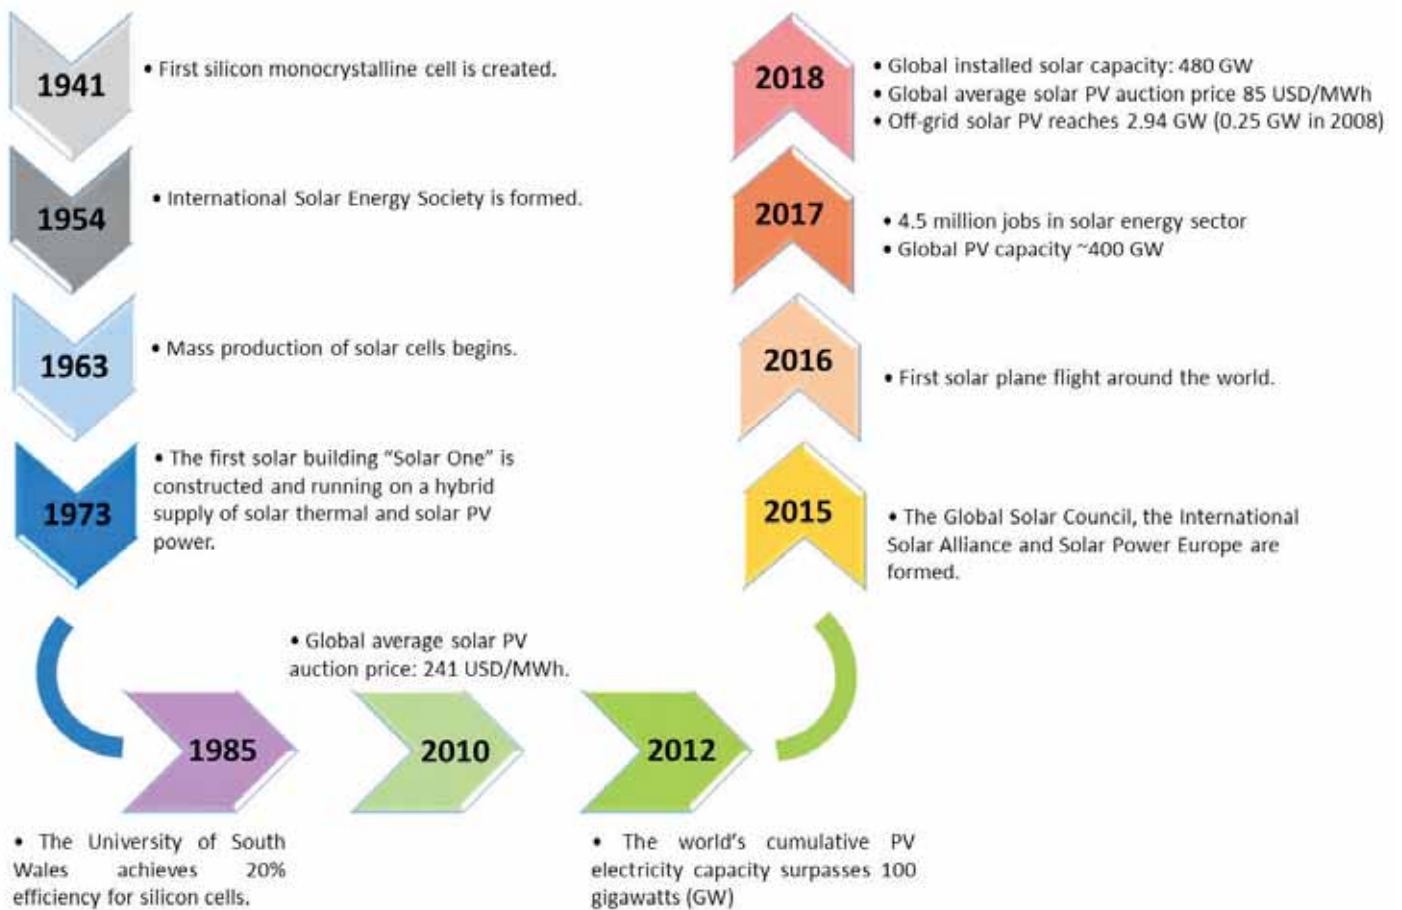 1941
• First silicon monocrystalline cell is created.
1954
• International Solar Energy Society is formed.
1963
• Mass production of solar cells begins.
1973
• The first solar building “Solar One” is
constructed and running on a hybrid
supply of solar thermal and solar PV
power.
1985
• The University of South
Wales achieves 20%
efficiency for silicon cells.
• Global average solar PV
auction price: 241 USD/MWh.
2010
2012
• The world's cumulative PV
electricity capacity surpasses 100
gigawatts (GW)
2015
• The Global Solar Council, the International
Solar Alliance and Solar Power Europe are
formed.
2016
• First solar plane flight around the world.
2017
• 4.5 million jobs in solar energy sector
• Global PV capacity ~400 GW
2018
• Global installed solar capacity: 480 GW
• Global average solar PV auction price 85 USD/MWh
• Off-grid solar PV reaches 2.94 GW (0.25 GW in 2008)